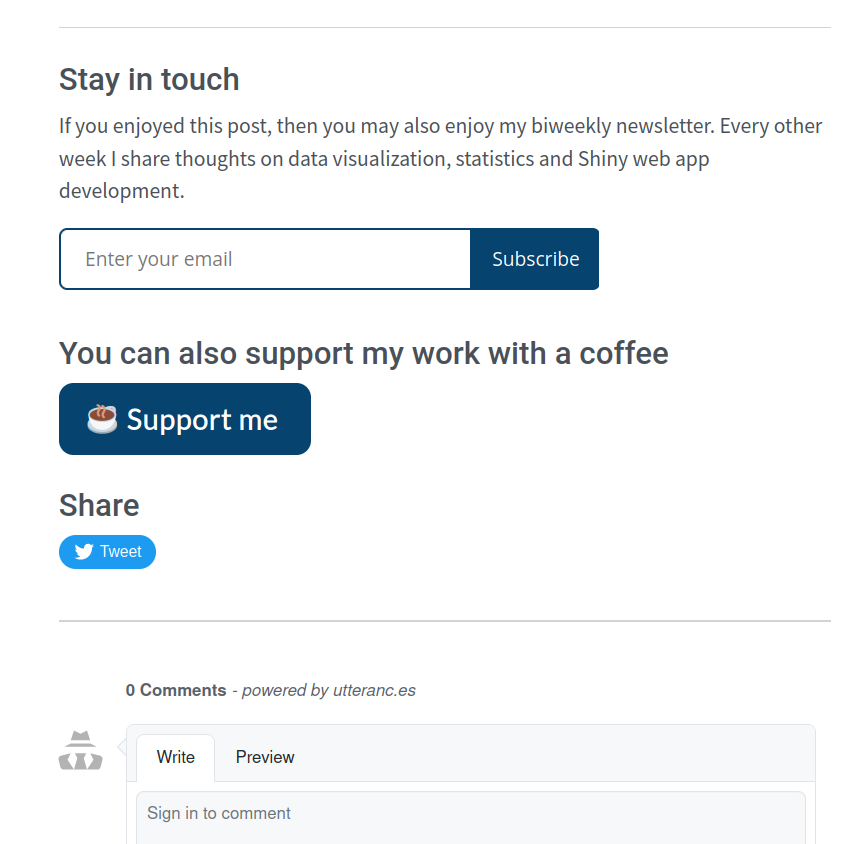 Stay in touch
If you enjoyed this post, then you may also enjoy my biweekly newsletter. Every other
week I share thoughts on data visualization, statistics and Shiny web app
development.
Enter your email
Subscribe
You can also support my work with a coffee
Support me
Share
Tweet
0 Comments - powered by utteranc.es
Write
Preview
Sign in to comment